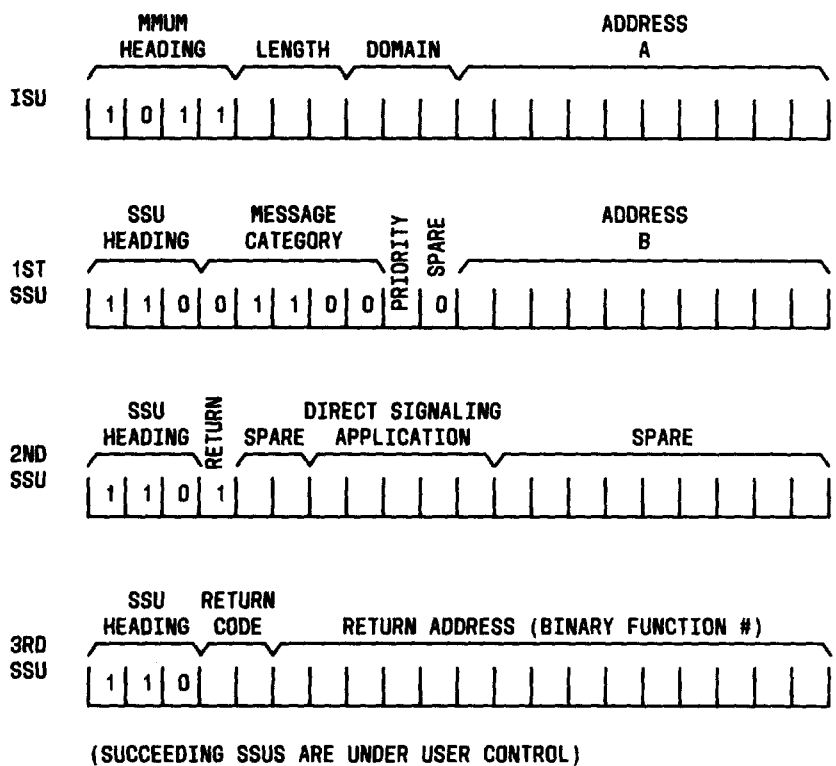 MMUM
HEADING LENGTH DOMAIN ADDRESS
A
ISU
1 0 1 1
SSU
HEADING MESSAGE
CATEGORY PRIORITY SPARE ADDRESS
B
1ST
SSU
1 1 0 0 1 1 0 0 0
SSU
HEADING RETURN SPARE DIRECT SIGNALING
APPLICATION SPARE
2ND
SSU
1 1 0 1
SSU
HEADING RETURN
CODE RETURN ADDRESS (BINARY FUNCTION #)
3RD
SSU
1 1 0
(SUCCEEDING SSUS ARE UNDER USER CONTROL)